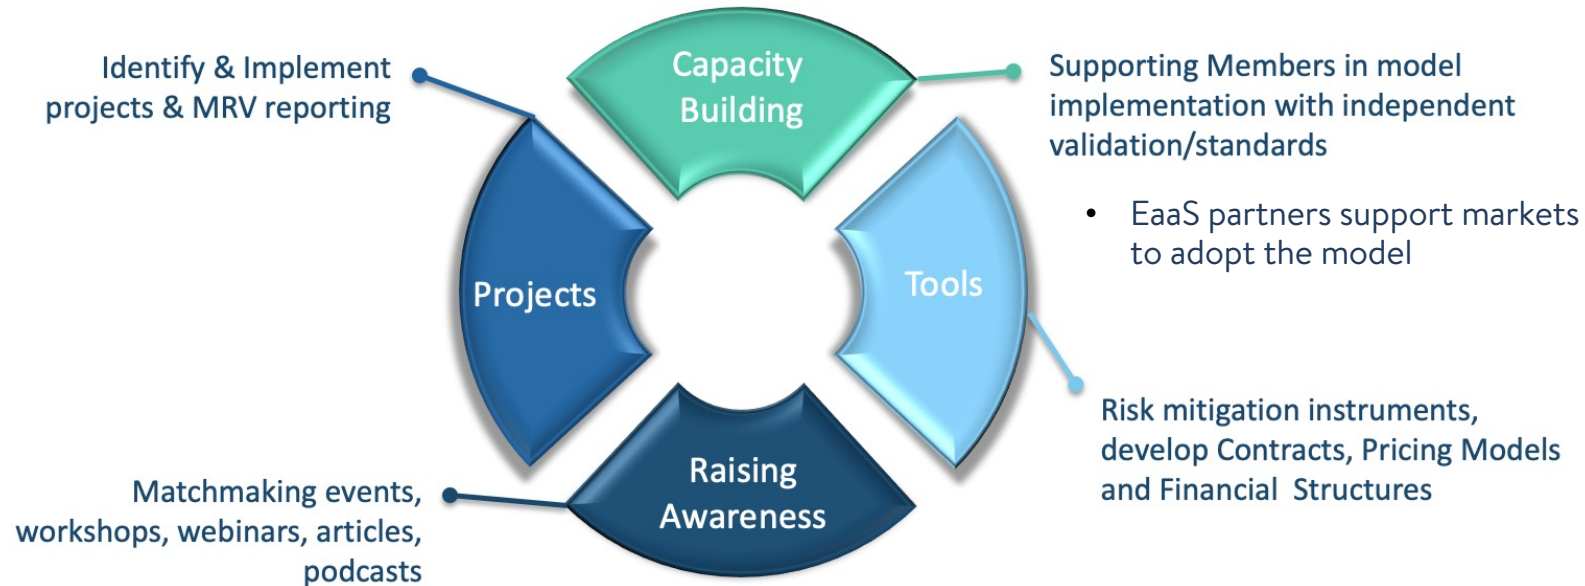 Identify & Implement
projects & MRV reporting
Capacity
Building
Supporting Members in model
implementation with independent
validation/standards
• EaaS partners support markets
to adopt the model
Projects
Tools
Risk mitigation instruments,
develop Contracts, Pricing Models
and Financial Structures
Raising
Awareness
Matchmaking events,
workshops, webinars, articles,
podcasts